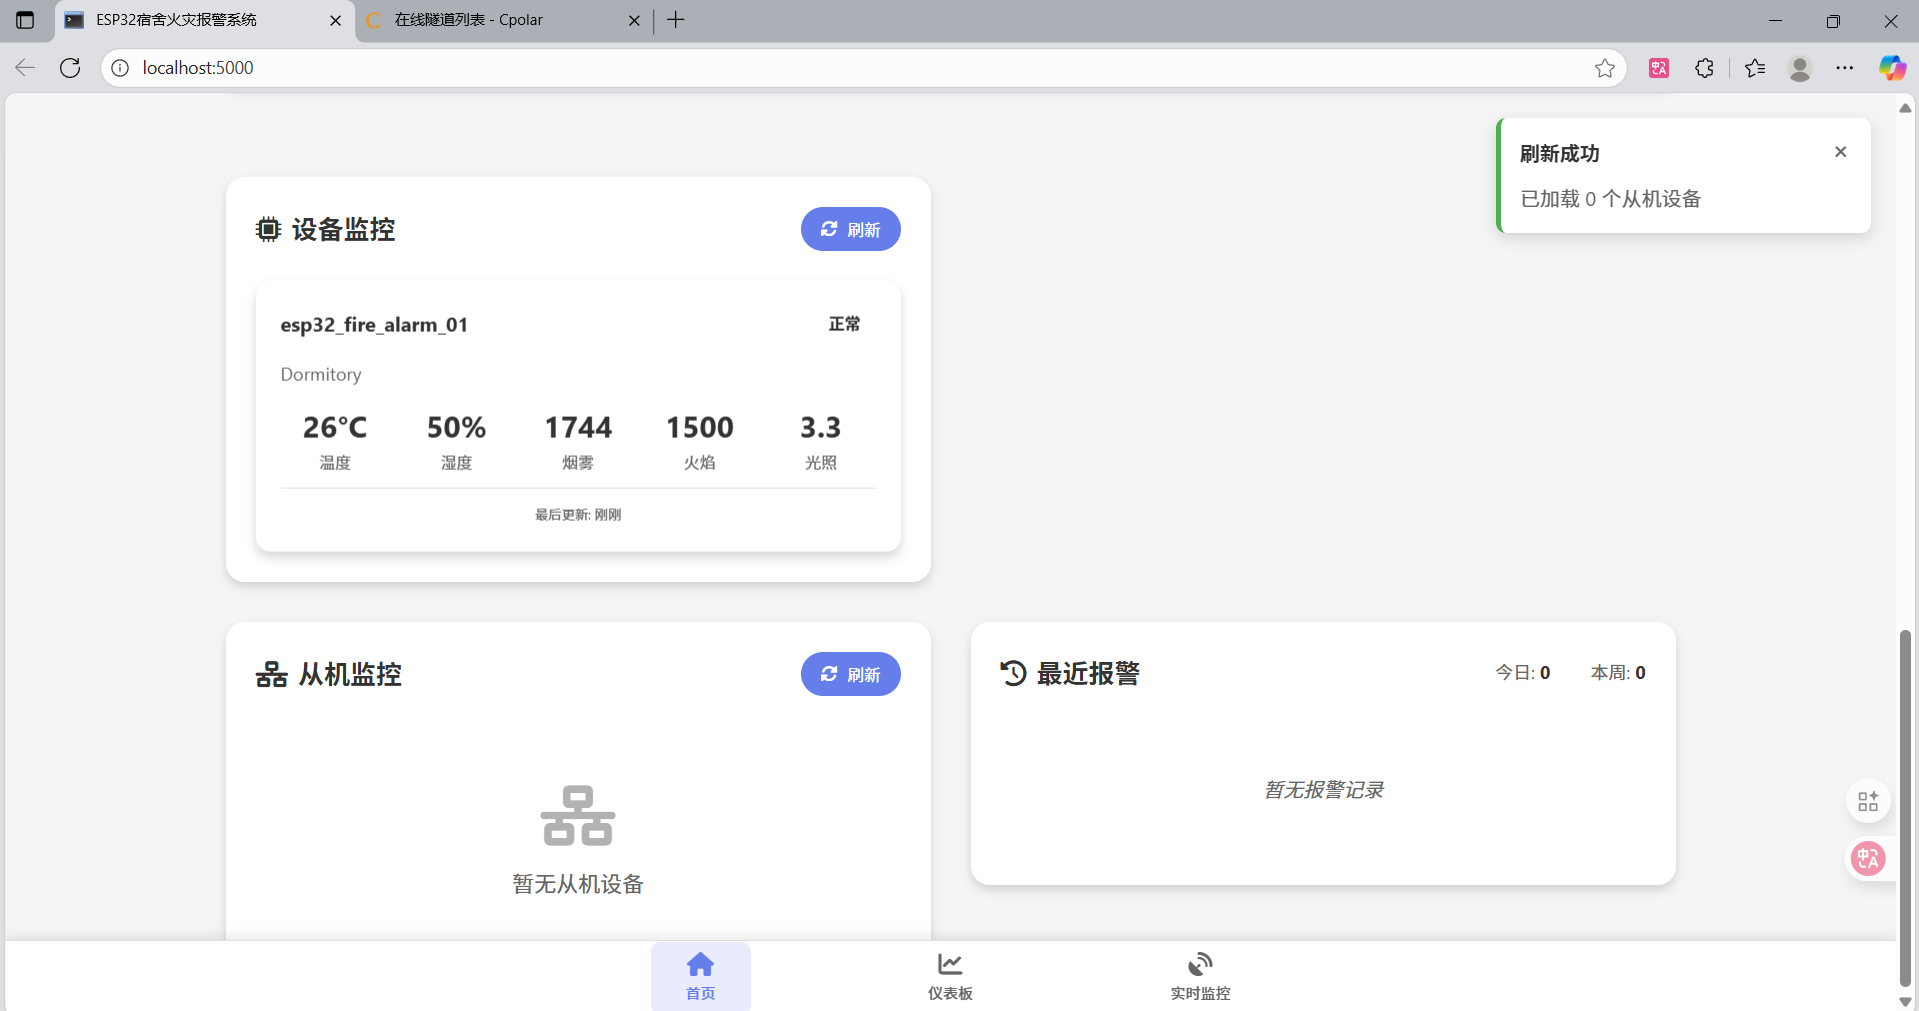 ESP32宿舍火灾报警系统
在线隧道列表 - Cpolar
localhost:5000
刷新成功
已加载 0 个从机设备
设备监控
刷新
esp32_fire_alarm_01
正常
Dormitory
26°C
50%
1744
1500
3.3
温度
湿度
烟雾
火焰
光照
最后更新: 刚刚
从机监控
刷新
暂无从机设备
最近报警
今日: 0
本周: 0
暂无报警记录
首页
仪表板
实时监控